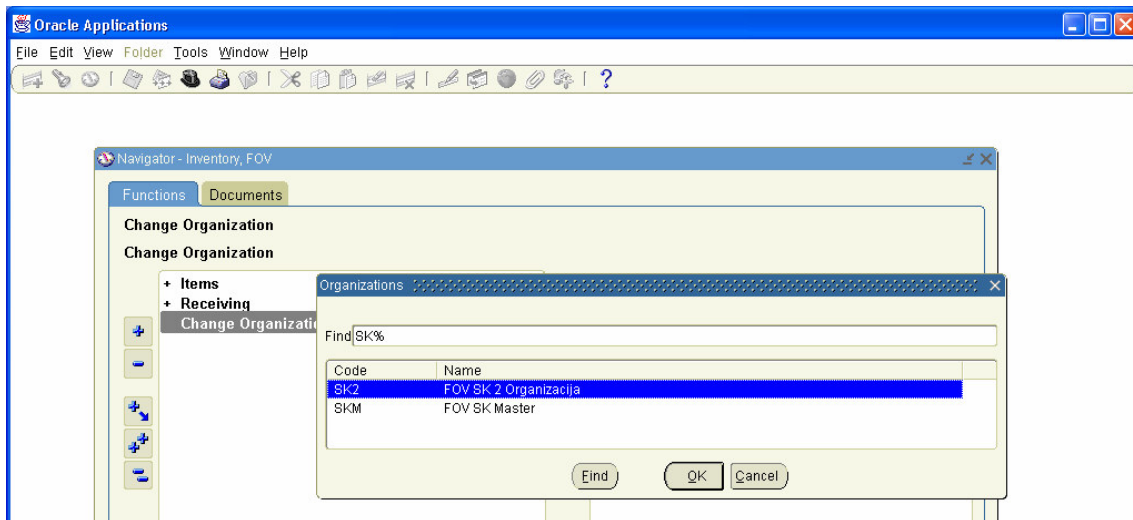 Oracle Applications
File Edit View Folder Tools Window Help
Navigator - Inventory, FOV
Functions Documents
Change Organization
Change Organization
+ Items
+ Receiving
Change Organizati
Organizations
Find SK%
Code Name
SK2 FOV SK 2 Organizacija
SKM FOV SK Master
Find OK Cancel